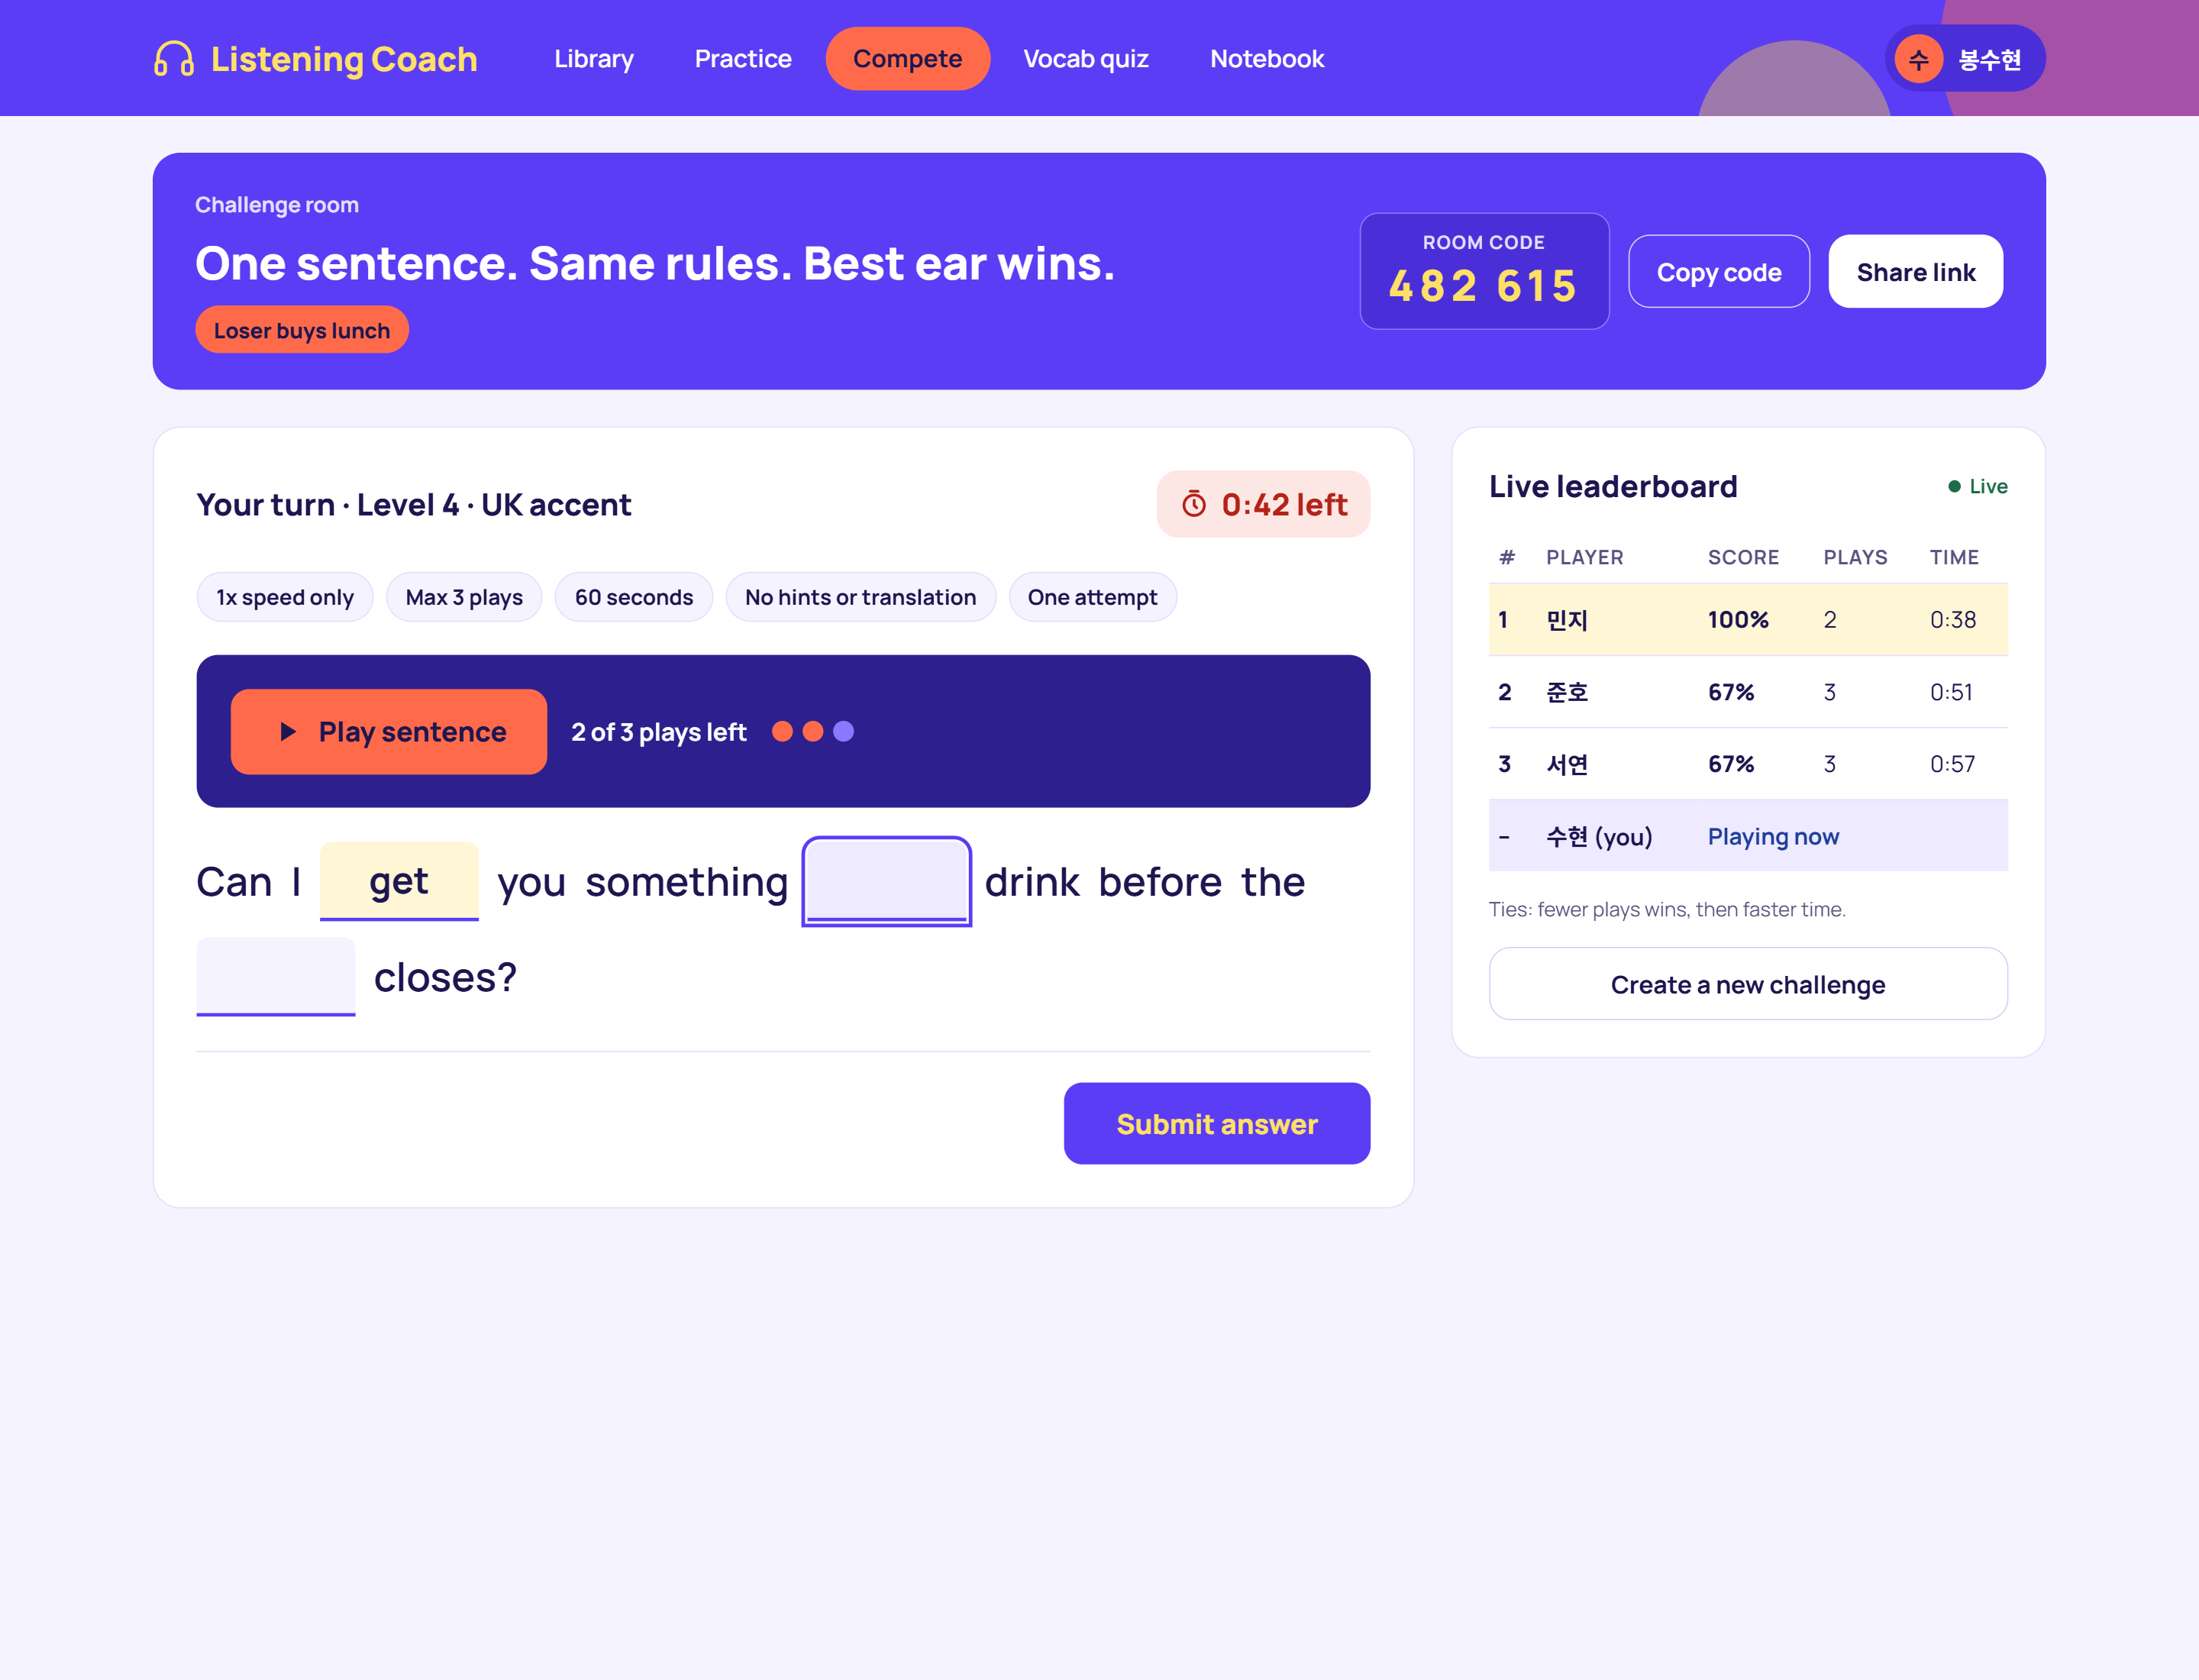 Listening Coach
Library
Practice
Compete
Vocab quiz
Notebook
수
봉수현
Challenge room
One sentence. Same rules. Best ear wins.
Loser buys lunch
ROOM CODE
482 615
Copy code
Share link
Your turn · Level 4 · UK accent
0:42 left
1x speed only
Max 3 plays
60 seconds
No hints or translation
One attempt
Play sentence
2 of 3 plays left
Can I get you something drink before the
closes?
Submit answer
Live leaderboard
Live
# PLAYER SCORE PLAYS TIME
1 민지 100% 2 0:38
2 준호 67% 3 0:51
3 서연 67% 3 0:57
– 수현 (you) Playing now
Ties: fewer plays wins, then faster time.
Create a new challenge